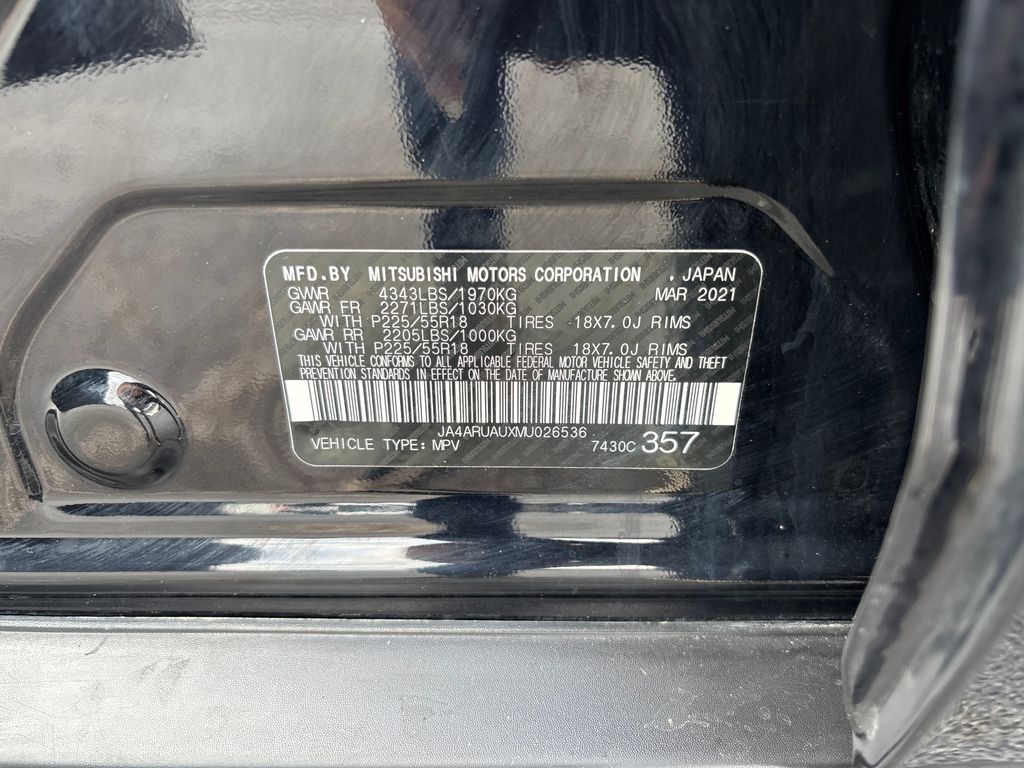 MFD.BY MITSUBISHI MOTORS CORPORATION . JAPAN
GVWR 4343LBS/1970KG MAR 2021
GAWR FR 2271LBS/1030KG
WITH P225/55R18 TIRES 18X7.0J RIMS
GAWR RR 2205LBS/1000KG
WITH P225/55R18 TIRES 18X7.0J RIMS
THIS VEHICLE CONFORMS TO ALL APPLICABLE FEDERAL MOTOR VEHICLE SAFETY AND THEFT
PREVENTION STANDARDS IN EFFECT ON THE DATE OF MANUFACTURE SHOWN ABOVE.
JA4ARUAUXMU026536
VEHICLE TYPE: MPV 7430C 357